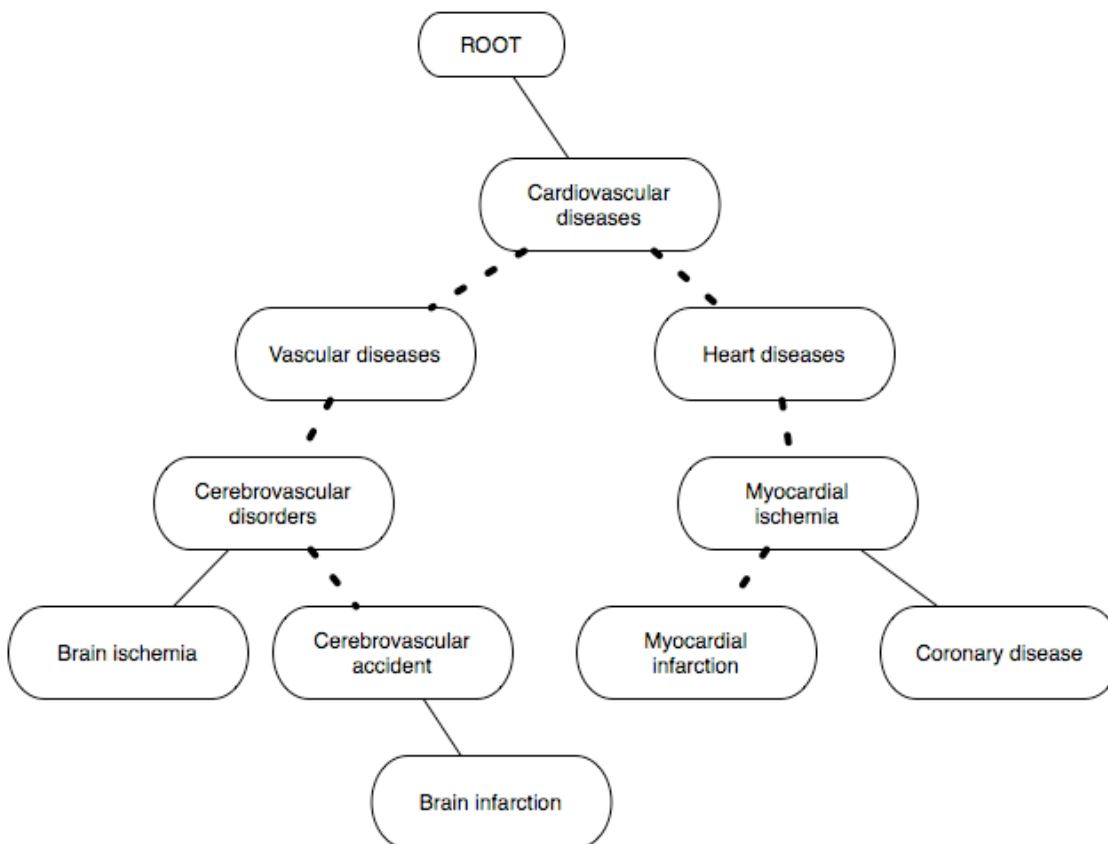 ROOT
Cardiovascular
diseases
Vascular diseases
Heart diseases
Cerebrovascular
disorders
Myocardial
ischemia
Brain ischemia
Cerebrovascular
accident
Myocardial
infarction
Coronary disease
Brain infarction